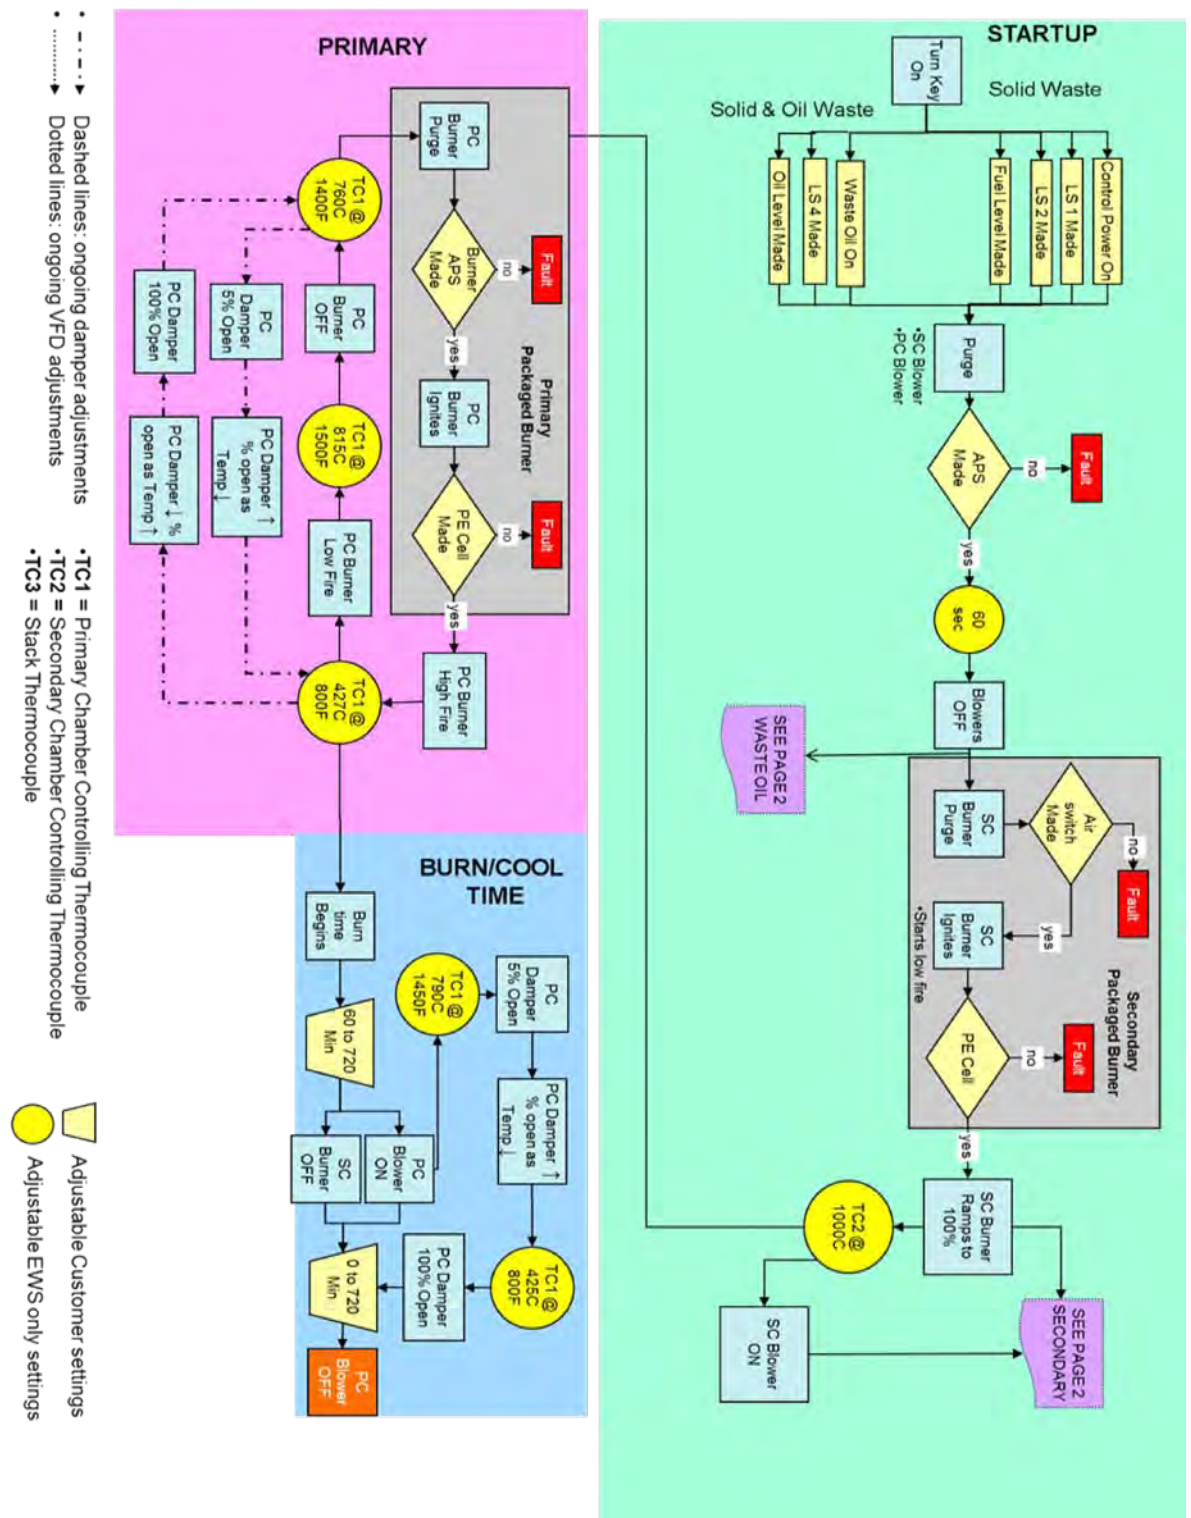 STARTUP
Turn Key
On
Solid Waste
Solid & Oil Waste
Control Power On
LS 1 Made
LS 2 Made
Fuel Level Made
Waste Oil On
LS 4 Made
Oil Level Made
Purge
•SC Blower
•PC Blower
APS
Made
no
Fault
yes
60
sec
Blowers
OFF
SEE PAGE 2
WASTE OIL
Secondary
Packaged Burner
SC
Burner
Purge
Air
switch
Made
no
Fault
yes
SC
Burner
Ignites
•Starts low fire
PE Cell
no
Fault
yes
SC Burner
Ramps to
100%
TC2 @
1000C
SC Blower
ON
SEE PAGE 2
SECONDARY
PRIMARY
Primary
Packaged Burner
PC
Burner
Purge
Burner
APS
Made
no
Fault
yes
PC
Burner
Ignites
PE Cell
Made
no
Fault
yes
PC Burner
High Fire
TC1 @
427C
800F
PC Burner
Low Fire
TC1 @
815C
1500F
PC
Burner
OFF
TC1 @
760C
1400F
PC
Damper
5% Open
PC Damper ↑
% open as
Temp ↓
PC Damper
100% Open
PC Damper ↓ %
open as Temp ↑
BURN/COOL
TIME
Burn
time
Begins
60 to 720
Min
PC
Blower
ON
SC
Burner
OFF
TC1 @
790C
1450F
PC
Damper
5% Open
PC Damper ↑
% open as
Temp ↓
TC1 @
425C
800F
PC Damper
100% Open
0 to 720
Min
PC
Blower
OFF
• Dashed lines: ongoing damper adjustments
• Dotted lines: ongoing VFD adjustments
•TC1 = Primary Chamber Controlling Thermocouple
•TC2 = Secondary Chamber Controlling Thermocouple
•TC3 = Stack Thermocouple
Adjustable Customer settings
Adjustable EWS only settings